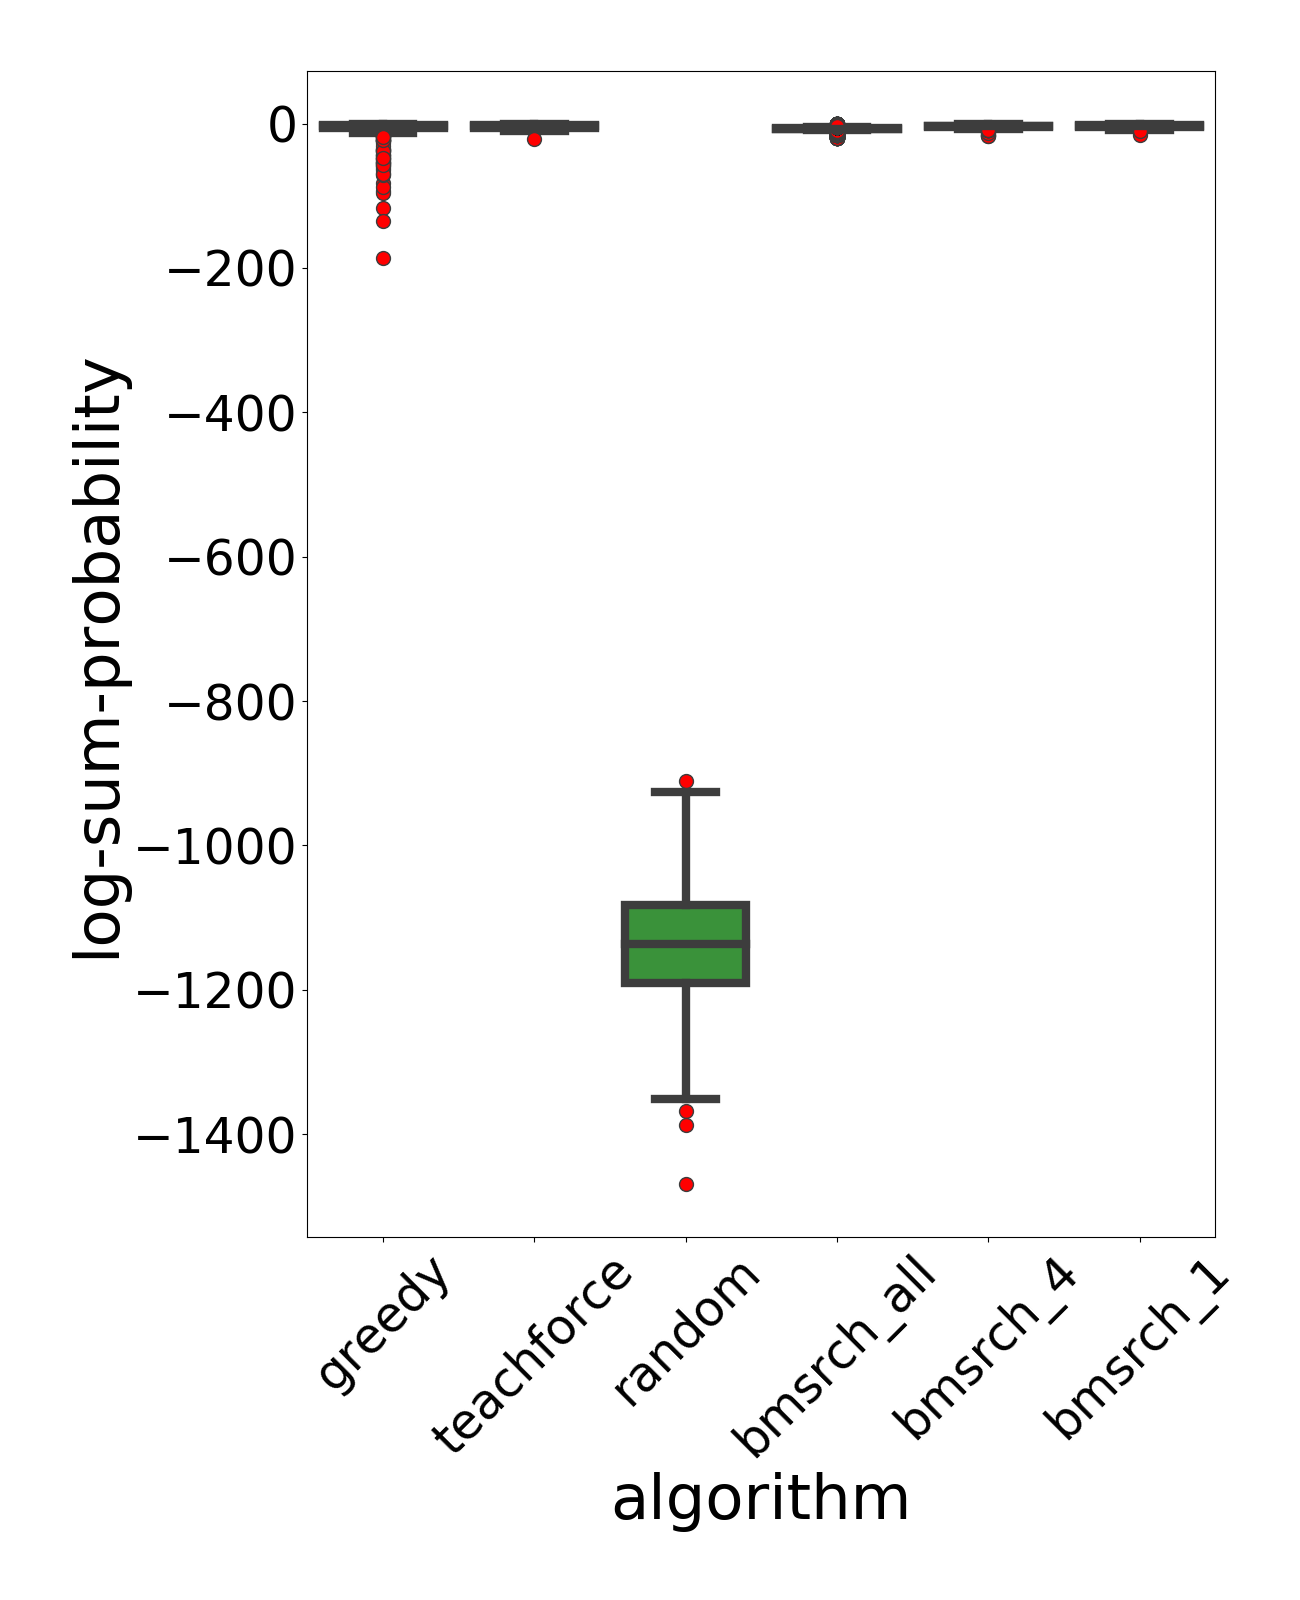 log-sum-probability
0
−200
−400
−600
−800
−1000
−1200
−1400
greedy
teachforce
random
bmsrch_all
bmsrch_4
bmsrch_1
algorithm